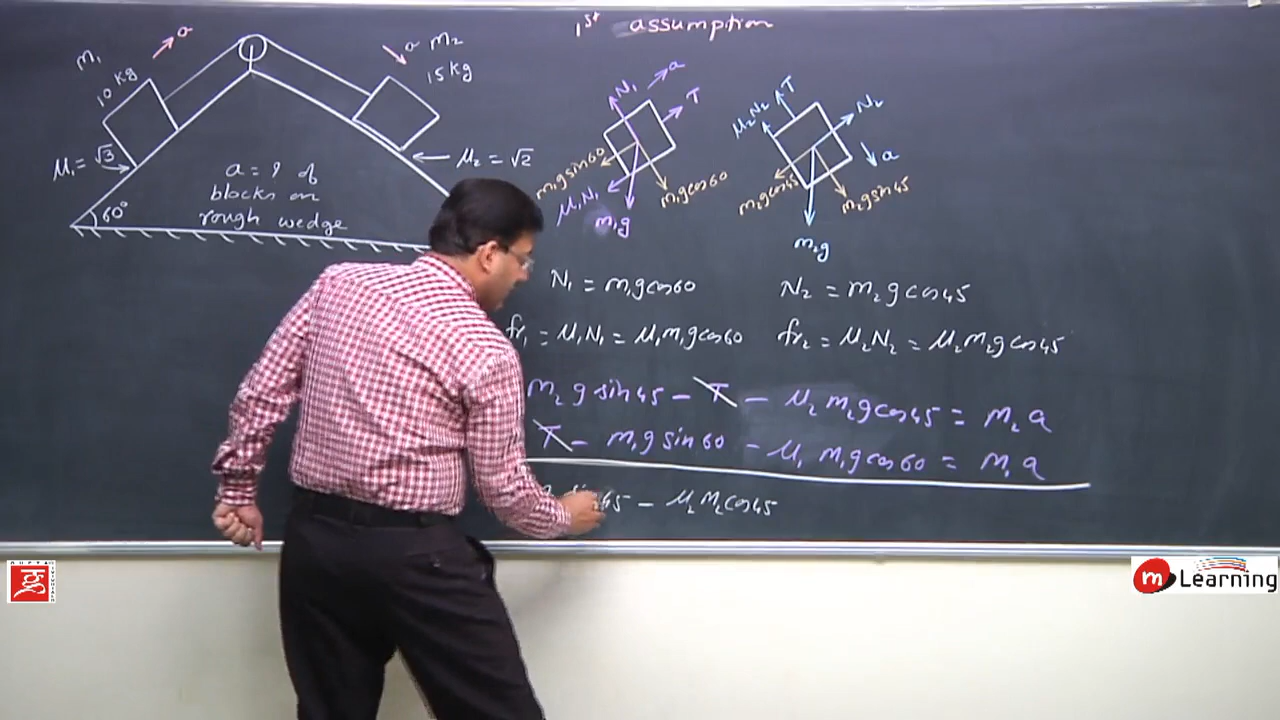 1st assumption
m₁
10 kg
a
a
m₂
15 kg
μ₁ = √3
μ₂ = √2
60°
a = ? of
blocks on
rough wedge
N₁
a
T
m₁g sin60
μ₁N₁
m₁g
m₁g cos60
T
μ₂N₂
N₂
a
m₂g cos45
m₂g sin45
m₂g
N₁ = m₁g cos60
N₂ = m₂g cos45
fr₁ = μ₁N₁ = μ₁m₁g cos60
fr₂ = μ₂N₂ = μ₂m₂g cos45
m₂ g sin45 - T - μ₂ m₂g cos45 = m₂ a
T - m₁g sin60 - μ₁ m₁g cos60 = m₁ a
45 - μ₂ m₂ cos45
GUPTA
m Learning